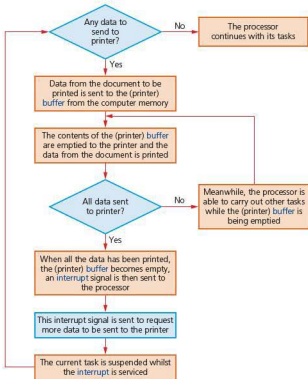 Any data to
send to
printer?
No
The processor
continues with its tasks
Yes
Data from the document to be
printed is sent to the (printer)
buffer from the computer memory
The contents of the (printer) buffer
are emptied to the printer and the
data from the document is printed
All data sent
to printer?
No
Meanwhile, the processor is
able to carry out other tasks
while the (printer) buffer is
being emptied
Yes
When all the data has been printed,
the (printer) buffer becomes empty,
an interrupt signal is then sent to
the processor
This interrupt signal is sent to request
more data to be sent to the printer
The current task is suspended whilst
the interrupt is serviced